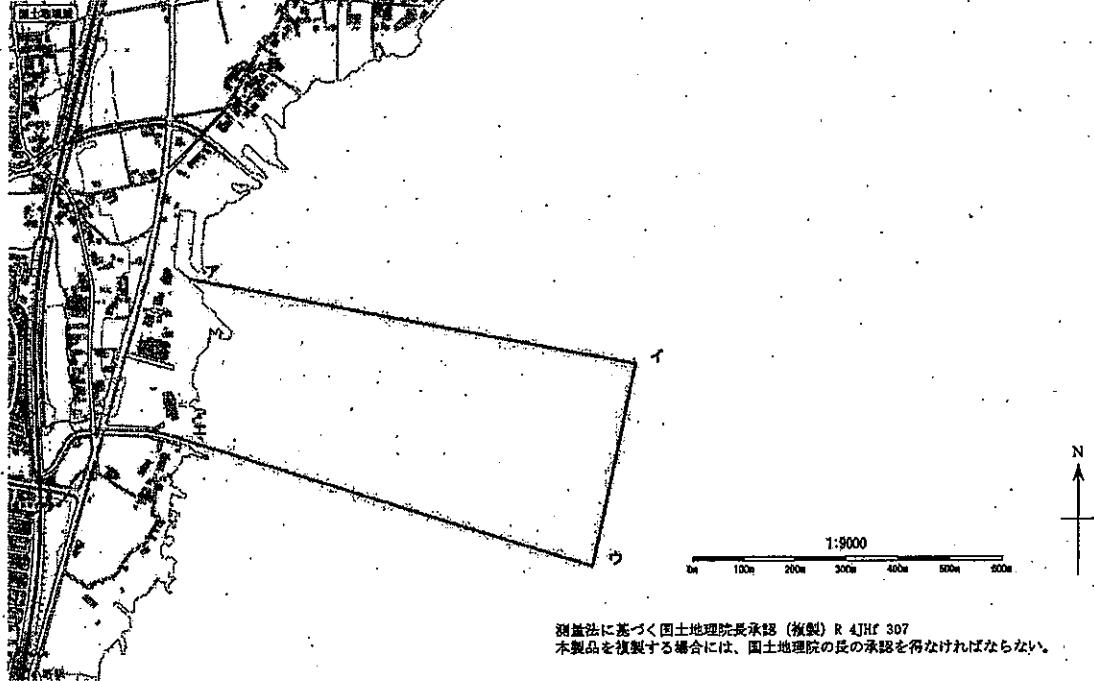 国土地理院
ア
イ
エ
ウ
N
1:9000
0m 100m 200m 300m 400m 500m 600m
測量法に基づく国土地理院長承認（複製）R 4JHf 307
本製品を複製する場合には、国土地理院の長の承認を得なければならない。